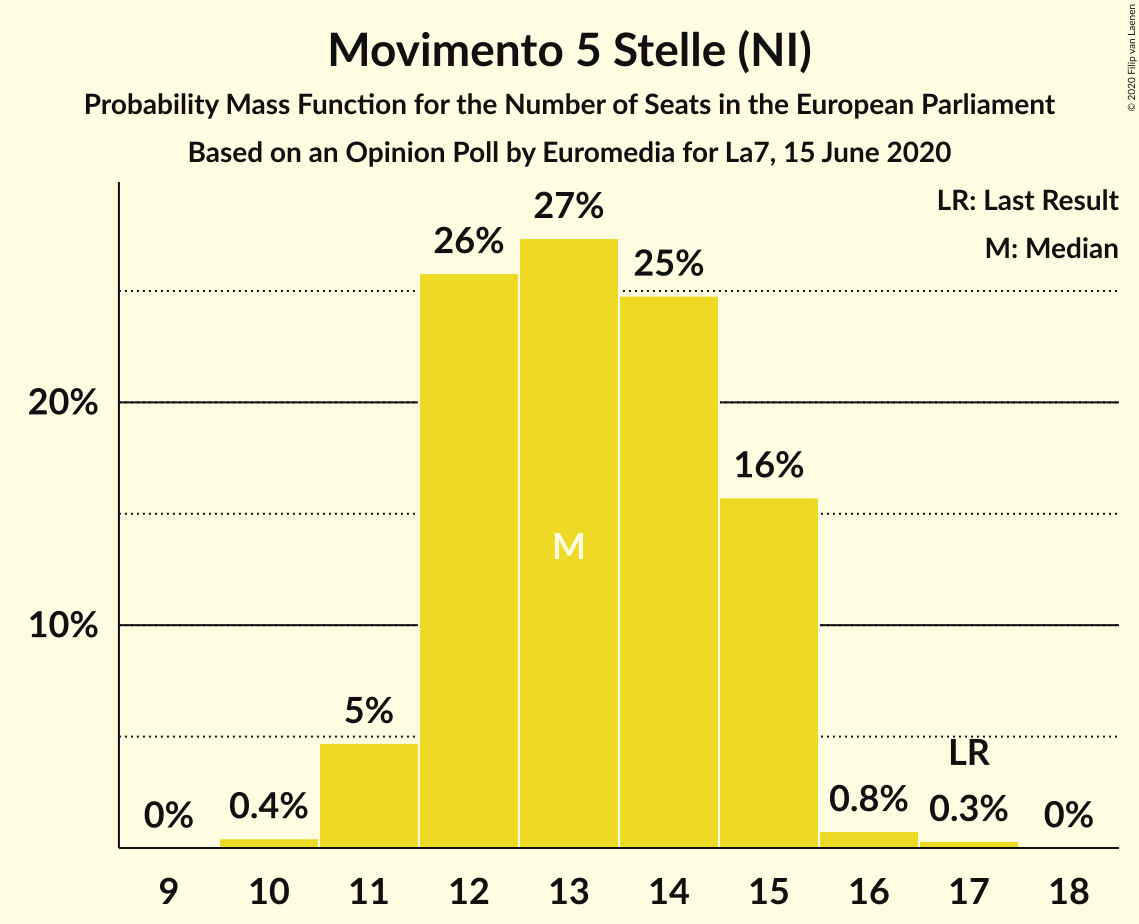 Movimento 5 Stelle (NI)
Probability Mass Function for the Number of Seats in the European Parliament
Based on an Opinion Poll by Euromedia for La7, 15 June 2020
© 2020 Filip van Laenen
LR: Last Result
M: Median
27%
26%
25%
20%
16%
M
10%
5%
LR
0%
0.4%
0.8%
0.3%
0%
9 10 11 12 13 14 15 16 17 18